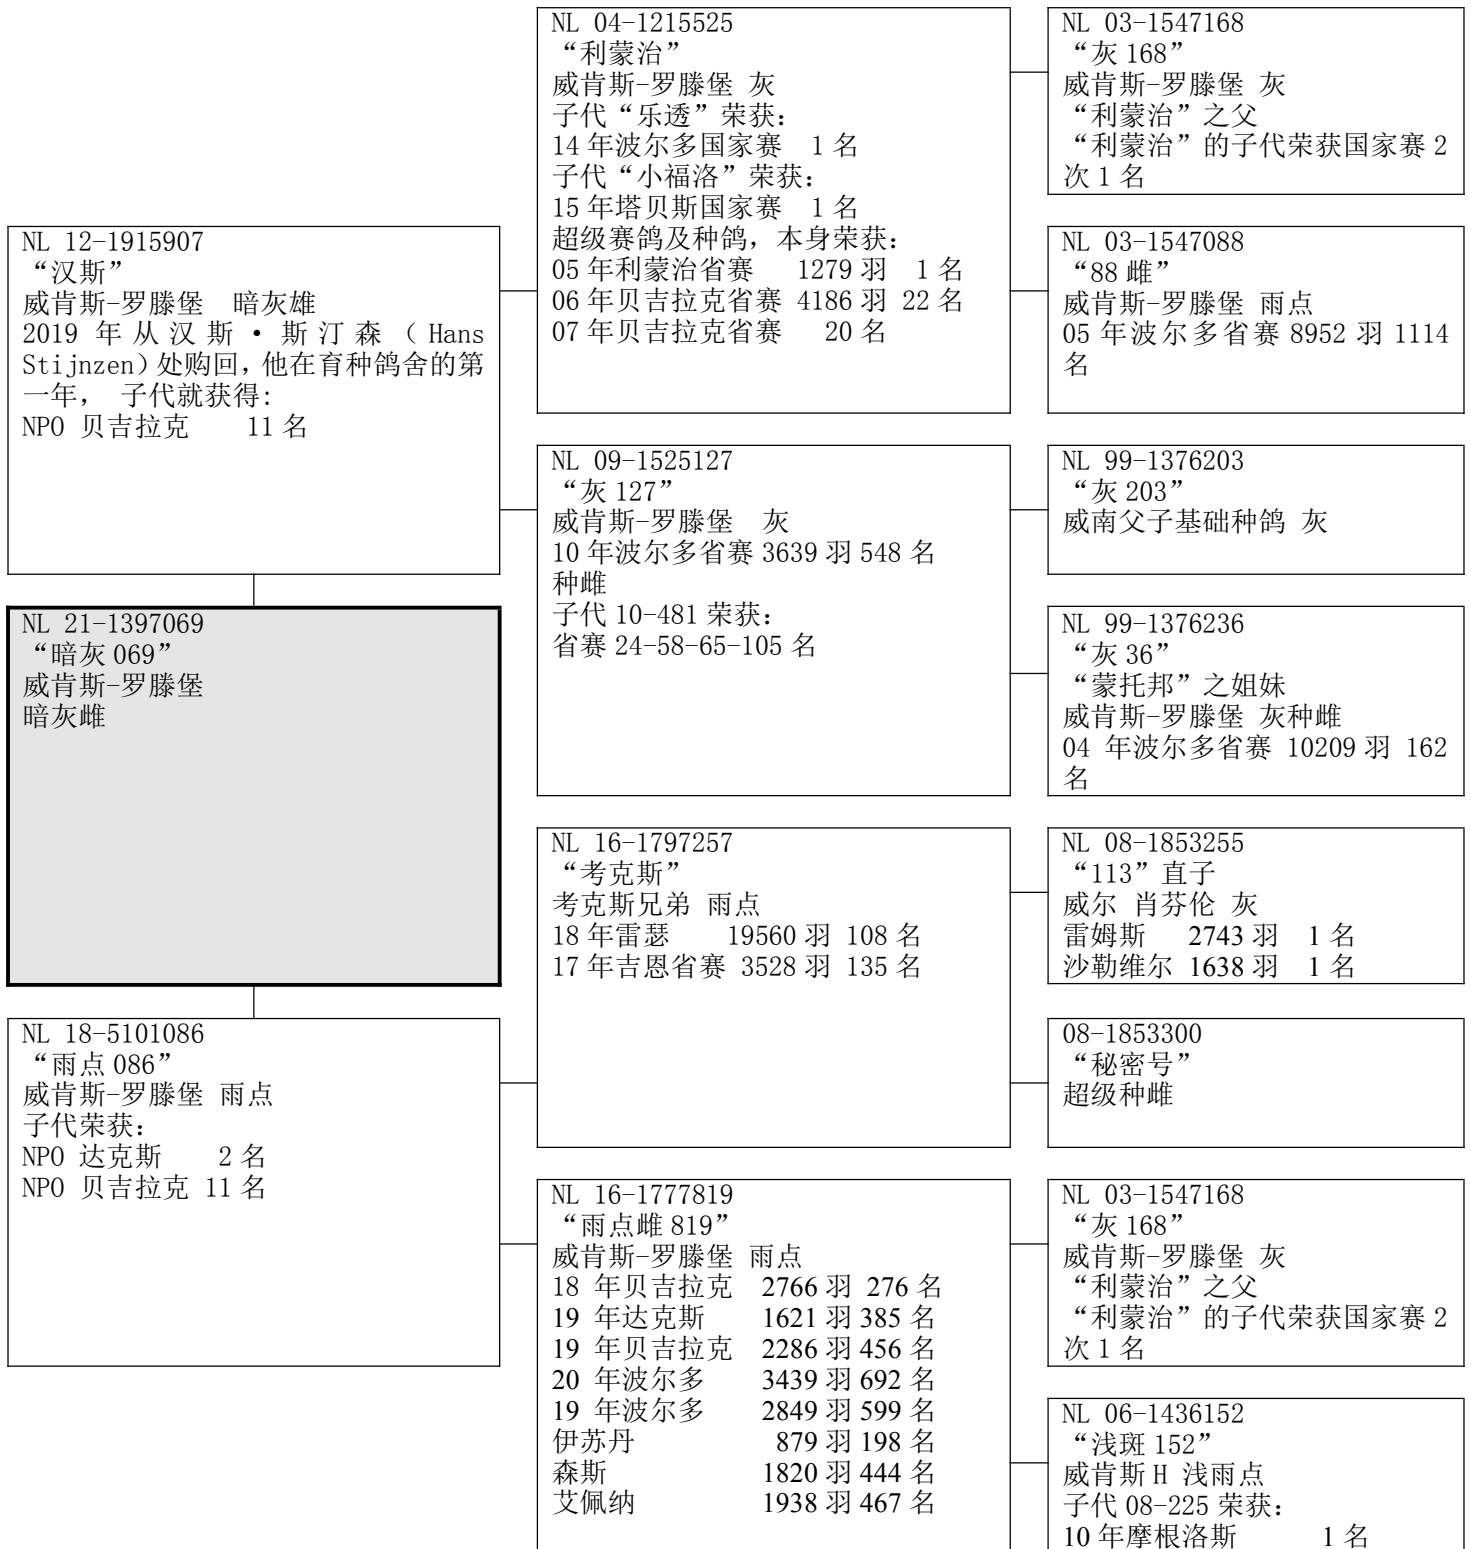 NL 12-1915907
“汉斯”
威肯斯-罗滕堡 暗灰雄
2019 年从汉斯·斯汀森（Hans
Stijnzen）处购回，他在育种鸽舍的第
一年， 子代就获得：
NPO 贝吉拉克 11 名
NL 21-1397069
“暗灰 069”
威肯斯-罗滕堡
暗灰雌
NL 18-5101086
“雨点 086”
威肯斯-罗滕堡 雨点
子代荣获：
NPO 达克斯 2 名
NPO 贝吉拉克 11 名
NL 04-1215525
“利蒙治”
威肯斯-罗滕堡 灰
子代“乐透”荣获：
14 年波尔多国家赛 1 名
子代“小福洛”荣获：
15 年塔贝斯国家赛 1 名
超级赛鸽及种鸽，本身荣获：
05 年利蒙治省赛 1279 羽 1 名
06 年贝吉拉克省赛 4186 羽 22 名
07 年贝吉拉克省赛 20 名
NL 09-1525127
“灰 127”
威肯斯-罗滕堡 灰
10 年波尔多省赛 3639 羽 548 名
种雌
子代 10-481 荣获：
省赛 24-58-65-105 名
NL 16-1797257
“考克斯”
考克斯兄弟 雨点
18 年雷瑟 19560 羽 108 名
17 年吉恩省赛 3528 羽 135 名
NL 16-1777819
“雨点雌 819”
威肯斯-罗滕堡 雨点
18 年贝吉拉克 2766 羽 276 名
19 年达克斯 1621 羽 385 名
19 年贝吉拉克 2286 羽 456 名
20 年波尔多 3439 羽 692 名
19 年波尔多 2849 羽 599 名
伊苏丹 879 羽 198 名
森斯 1820 羽 444 名
艾佩纳 1938 羽 467 名
NL 03-1547168
“灰 168”
威肯斯-罗滕堡 灰
“利蒙治”之父
“利蒙治”的子代荣获国家赛 2
次 1 名
NL 03-1547088
“88 雌”
威肯斯-罗滕堡 雨点
05 年波尔多省赛 8952 羽 1114
名
NL 99-1376203
“灰 203”
威南父子基础种鸽 灰
NL 99-1376236
“灰 36”
“蒙托邦”之姐妹
威肯斯-罗滕堡 灰种雌
04 年波尔多省赛 10209 羽 162
名
NL 08-1853255
“113”直子
威尔 肖芬伦 灰
雷姆斯 2743 羽 1 名
沙勒维尔 1638 羽 1 名
08-1853300
“秘密号”
超级种雌
NL 03-1547168
“灰 168”
威肯斯-罗滕堡 灰
“利蒙治”之父
“利蒙治”的子代荣获国家赛 2
次 1 名
NL 06-1436152
“浅斑 152”
威肯斯 H 浅雨点
子代 08-225 荣获：
10 年摩根洛斯 1 名